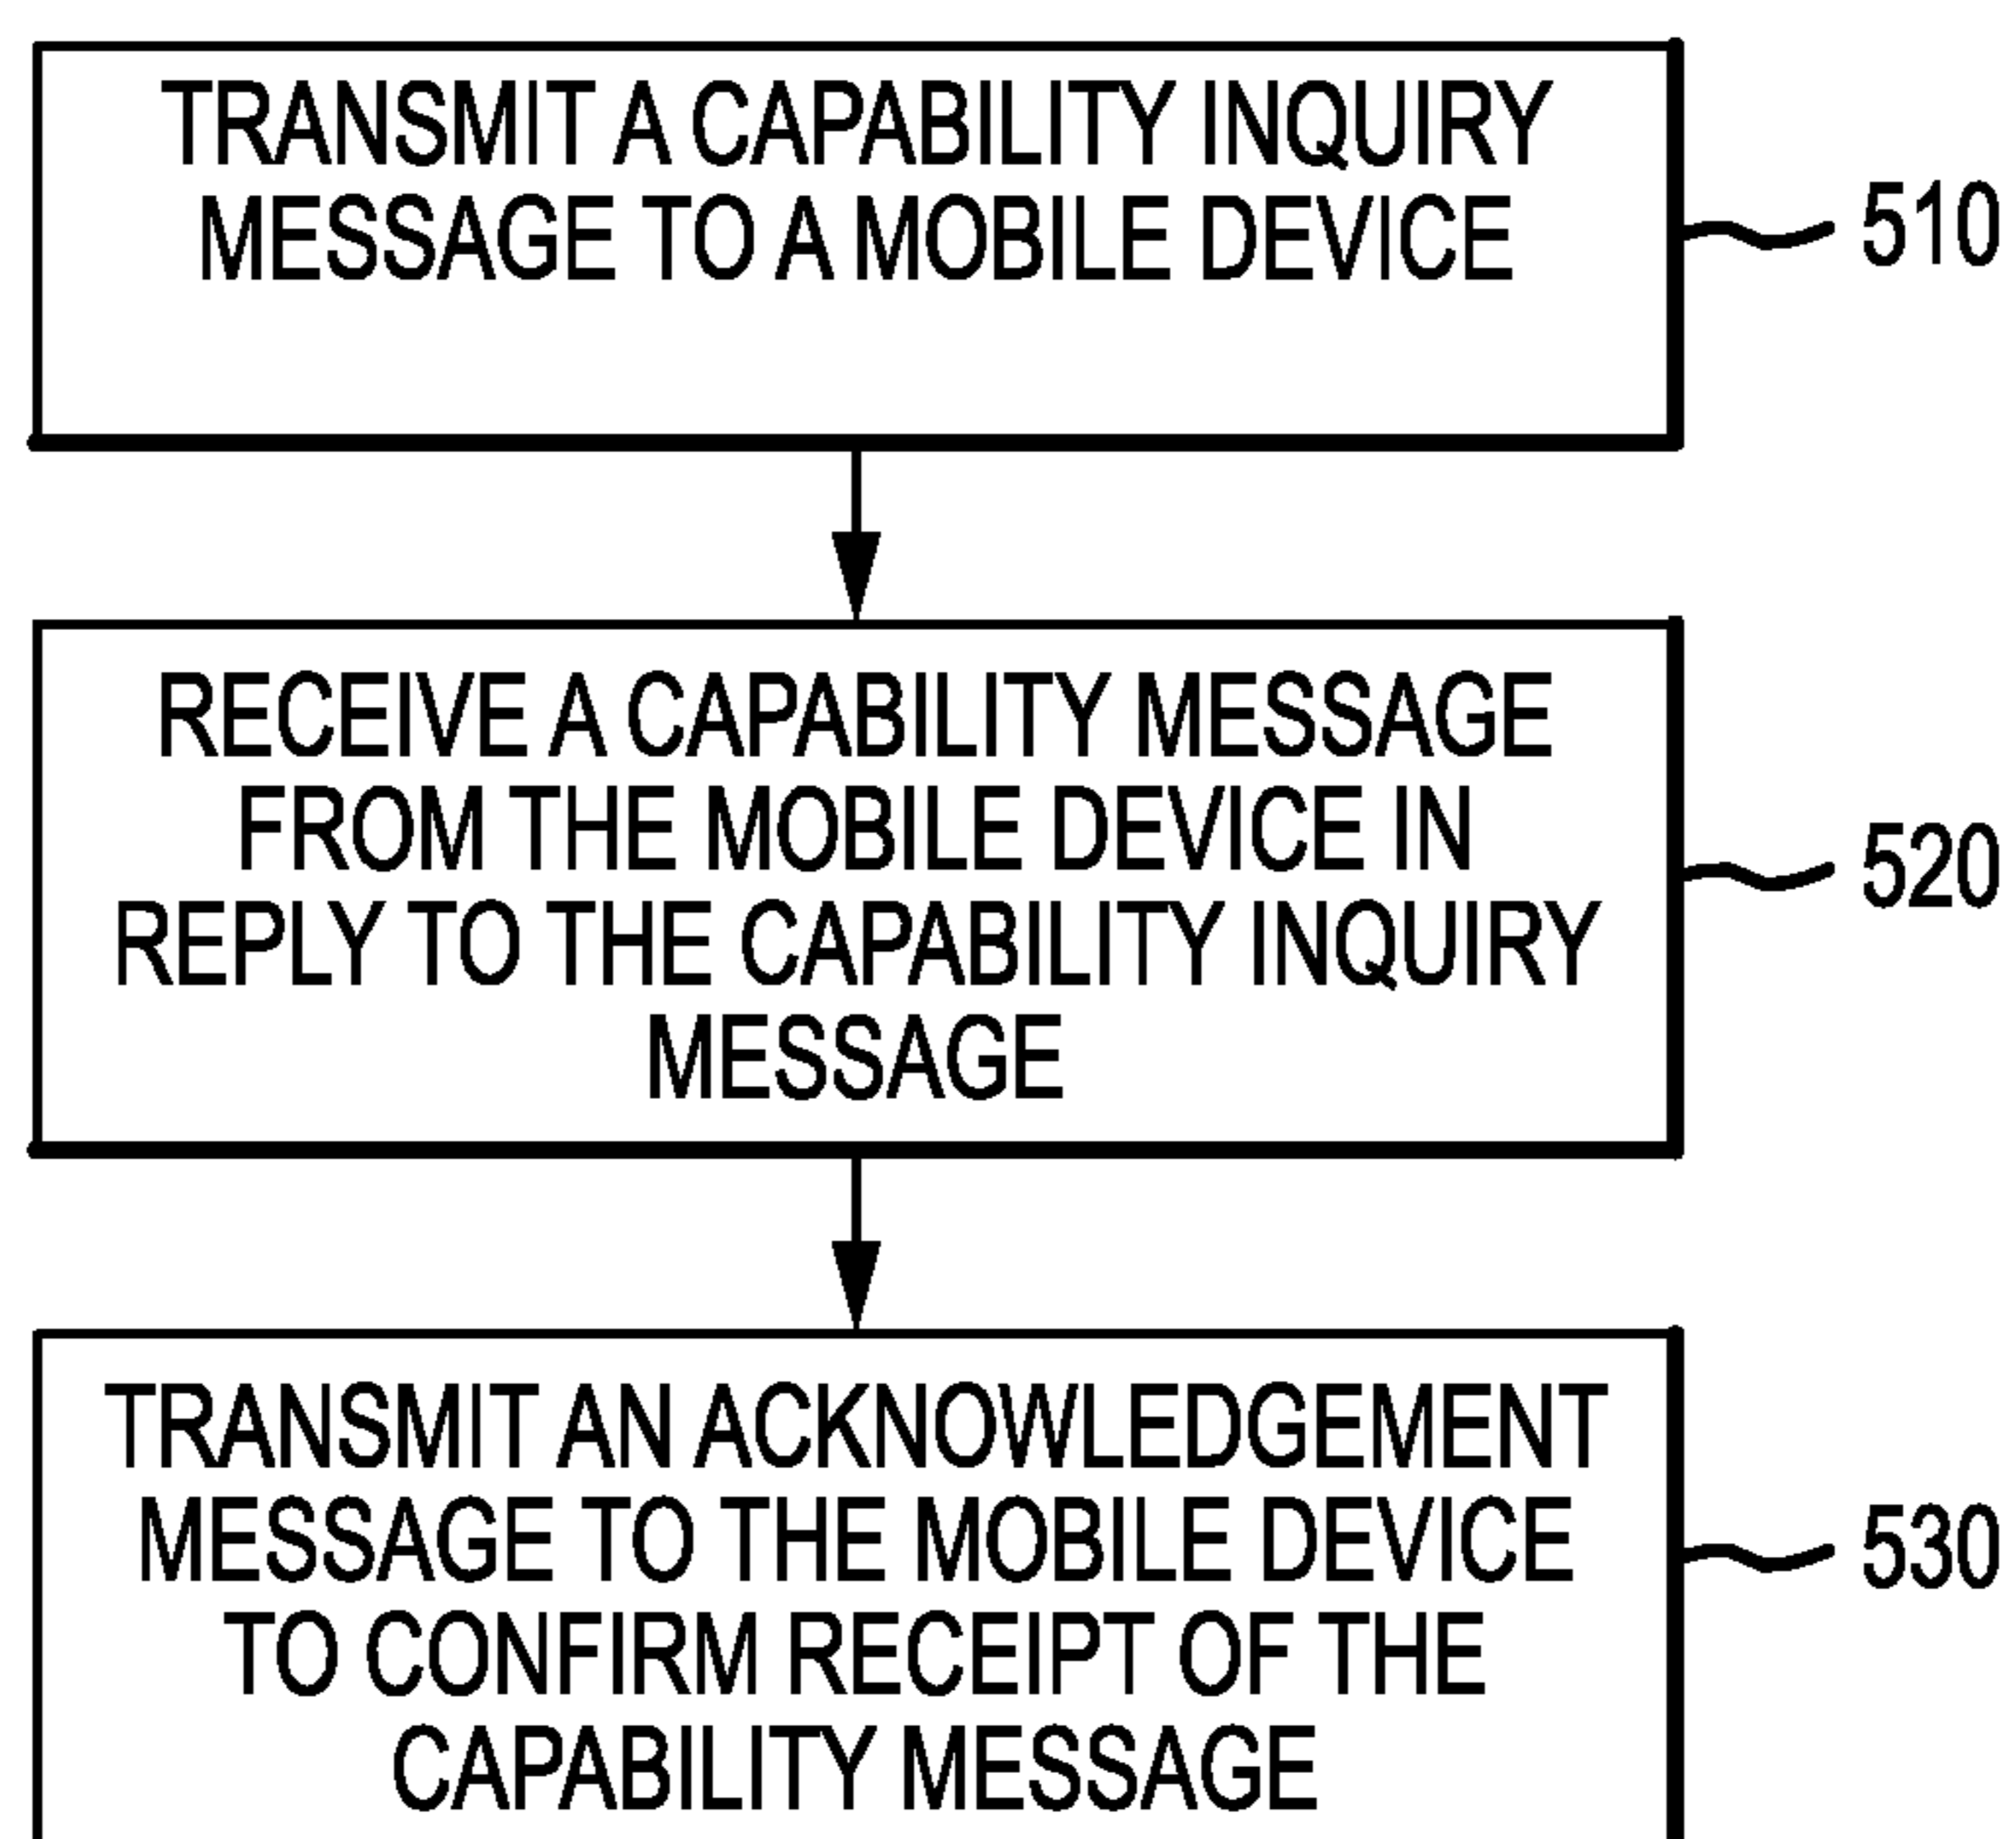 TRANSMIT A CAPABILITY INQUIRY
MESSAGE TO A MOBILE DEVICE
510
RECEIVE A CAPABILITY MESSAGE
FROM THE MOBILE DEVICE IN
REPLY TO THE CAPABILITY INQUIRY
MESSAGE
520
TRANSMIT AN ACKNOWLEDGEMENT
MESSAGE TO THE MOBILE DEVICE
TO CONFIRM RECEIPT OF THE
CAPABILITY MESSAGE
530